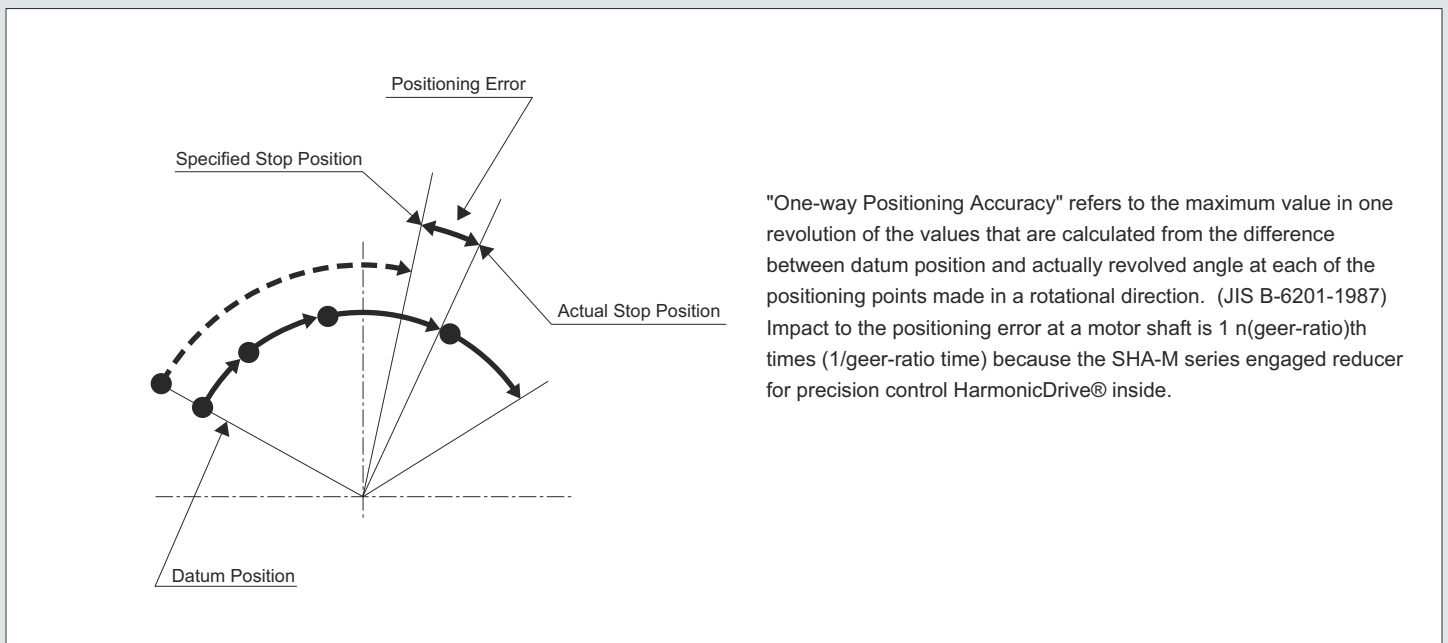 Positioning Error
Specified Stop Position
Actual Stop Position
Datum Position
"One-way Positioning Accuracy" refers to the maximum value in one
revolution of the values that are calculated from the difference
between datum position and actually revolved angle at each of the
positioning points made in a rotational direction.  (JIS B-6201-1987)
Impact to the positioning error at a motor shaft is 1 n(geer-ratio)th
times (1/geer-ratio time) because the SHA-M series engaged reducer
for precision control HarmonicDrive® inside.